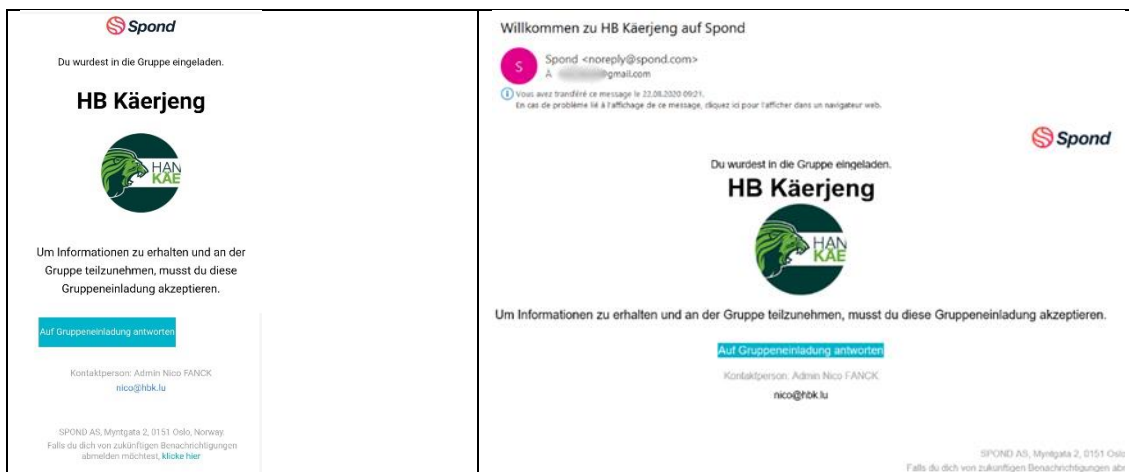 Spond
Du wurdest in die Gruppe eingeladen.
HB Käerjeng
HAN
KAE
Um Informationen zu erhalten und an der
Gruppe teilzunehmen, musst du diese
Gruppeneinladung akzeptieren.
Auf Gruppeneinladung antworten
Kontaktperson: Admin Nico FANCK
nico@hbk.lu
SPOND AS, Myntgata 2, 0151 Oslo, Norway.
Falls du dich von zukünftigen Benachrichtigungen
abmelden möchtest, klicke hier
Willkommen zu HB Käerjeng auf Spond
S
Spond <noreply@spond.com>
A @gmail.com
Vous avez transféré ce message le 22.08.2020 09:21.
En cas de problème lié à l'affichage de ce message, cliquez ici pour l'afficher dans un navigateur web.
Spond
Du wurdest in die Gruppe eingeladen.
HB Käerjeng
HAN
KAE
Um Informationen zu erhalten und an der Gruppe teilzunehmen, musst du diese Gruppeneinladung akzeptieren.
Auf Gruppeneinladung antworten
Kontaktperson: Admin Nico FANCK
nico@hbk.lu
SPOND AS, Myntgata 2, 0151 Oslo
Falls du dich von zukünftigen Benachrichtigungen abr